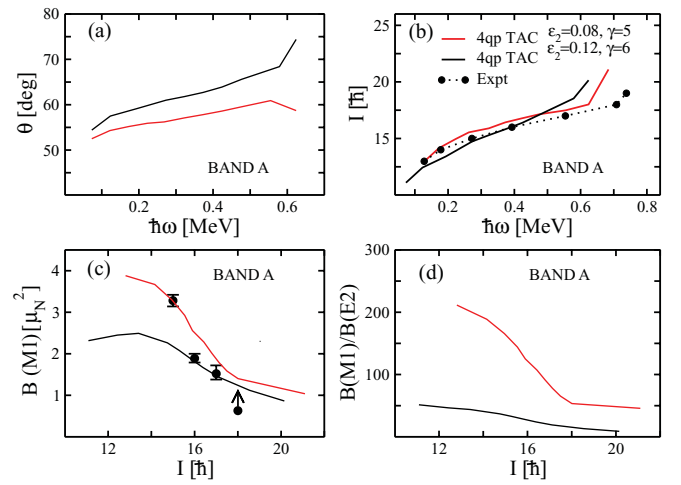 (a)
θ [deg]
80
70
60
50
0
0.2
0.4
0.6
BAND A
ħω [MeV]
(b)
4qp TAC ε2=0.08, γ=5
4qp TAC ε2=0.12, γ=6
Expt
I [ħ]
25
20
15
0
0.2
0.4
0.6
0.8
BAND A
ħω [MeV]
(c)
BAND A
B (M1) [μN2]
4
3
2
1
12
16
20
I [ħ]
(d)
BAND A
B(M1)/B(E2)
300
200
100
0
12
16
20
I [ħ]